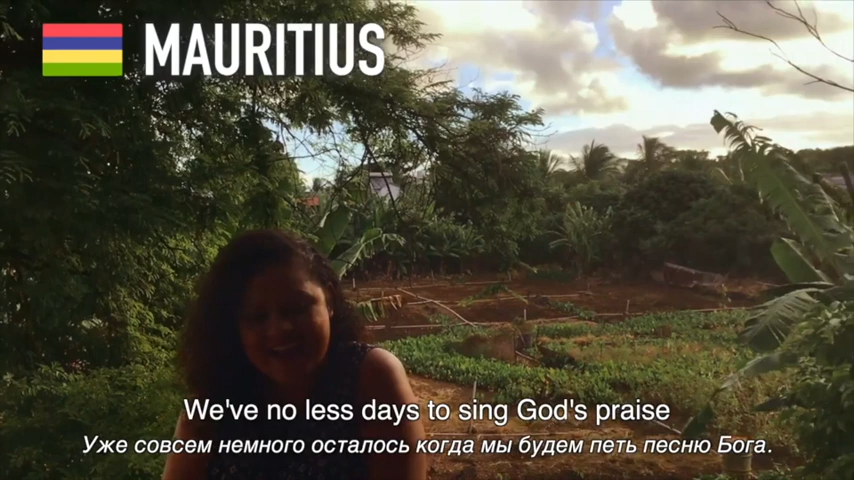 MAURITIUS
We've no less days to sing God's praise
Уже совсем немного осталось когда мы будем петь песню Бога.